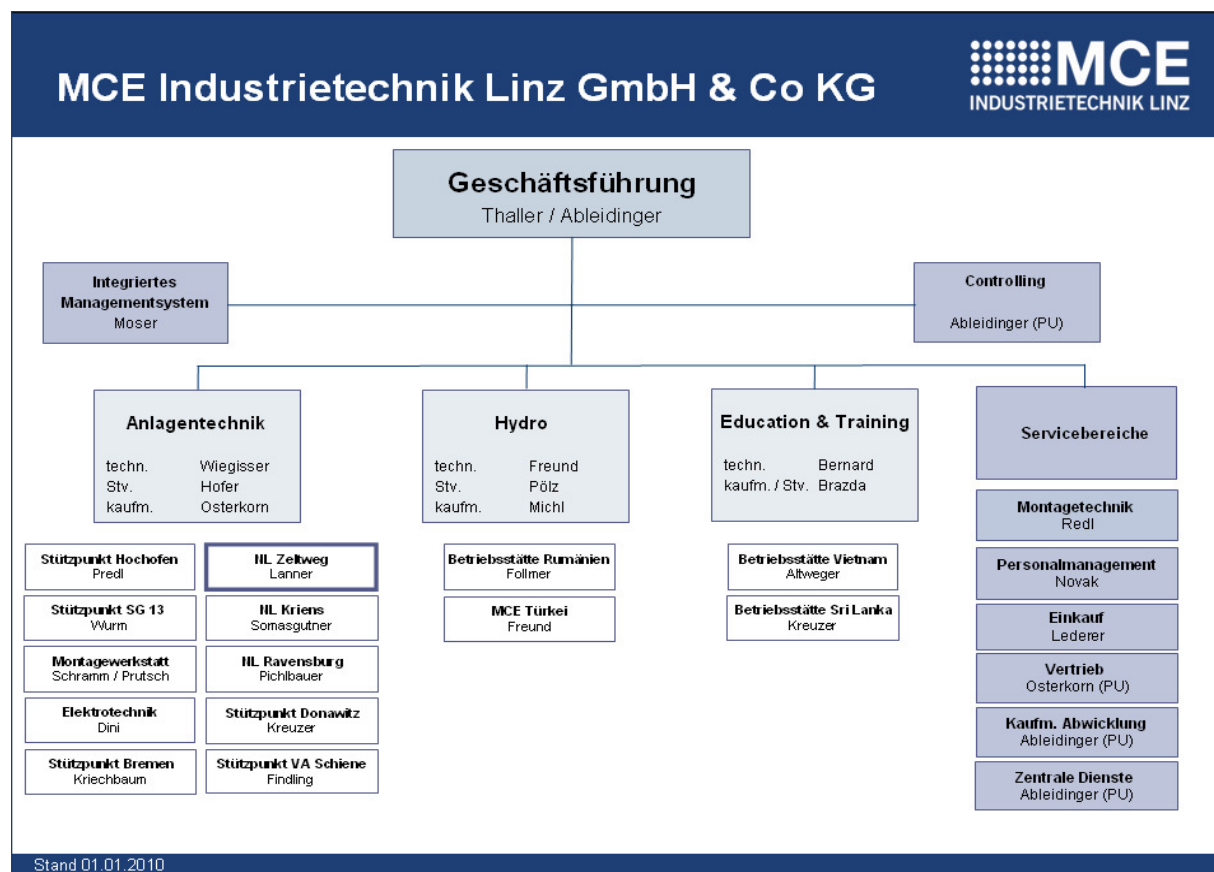 MCE Industrietechnik Linz GmbH & Co KG
MCE
INDUSTRIETECHNIK LINZ
Geschäftsführung
Thaller / Ableidinger
Integriertes
Managementsystem
Moser
Controlling
Ableidinger (PU)
Anlagentechnik
techn. Wiegisser
Stv. Hofer
kaufm. Osterkorn
Hydro
techn. Freund
Stv. Pölz
kaufm. Michl
Education & Training
techn. Bernard
kaufm. / Stv. Brazda
Servicebereiche
Stützpunkt Hochofen
Predl
Stützpunkt SG 13
Wurm
Montagewerkstatt
Schramm / Prutsch
Elektrotechnik
Dini
Stützpunkt Bremen
Kriechbaum
NL Zeltweg
Lanner
NL Kriens
Somasgutner
NL Ravensburg
Pichlbauer
Stützpunkt Donawitz
Kreuzer
Stützpunkt VA Schiene
Findling
Betriebsstätte Rumänien
Follmer
MCE Türkei
Freund
Betriebsstätte Vietnam
Altweger
Betriebsstätte Sri Lanka
Kreuzer
Montagetechnik
Redl
Personalmanagement
Novak
Einkauf
Lederer
Vertrieb
Osterkorn (PU)
Kaufm. Abwicklung
Ableidinger (PU)
Zentrale Dienste
Ableidinger (PU)
Stand 01.01.2010